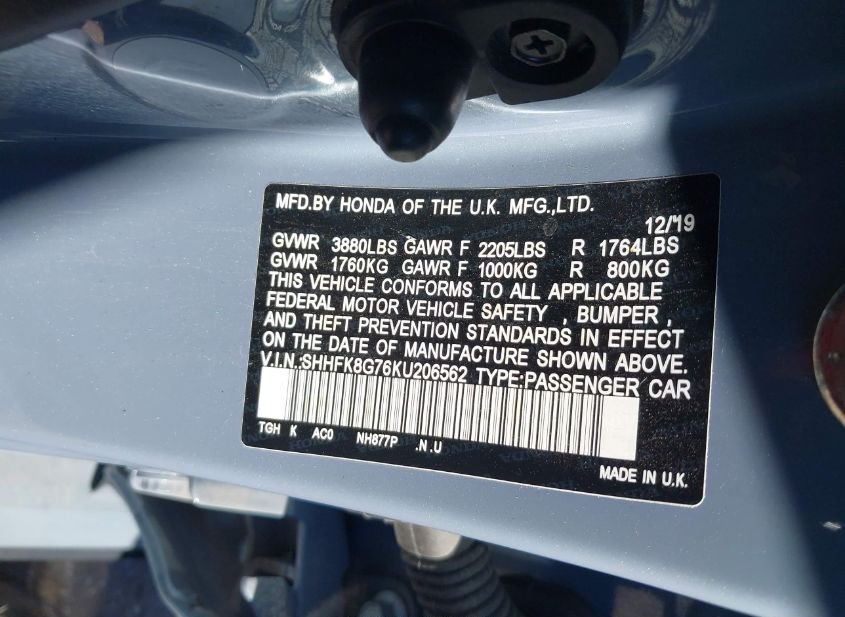 MFD.BY HONDA OF THE U.K. MFG.,LTD.
12/19
GVWR 3880LBS GAWR F 2205LBS R 1764LBS
GVWR 1760KG GAWR F 1000KG R 800KG
THIS VEHICLE CONFORMS TO ALL APPLICABLE
FEDERAL MOTOR VEHICLE SAFETY , BUMPER ,
AND THEFT PREVENTION STANDARDS IN EFFECT
ON THE DATE OF MANUFACTURE SHOWN ABOVE.
V.I.N.:SHHFK8G76KU206562 TYPE:PASSENGER CAR
TGH K AC0 NH877P .N.U
MADE IN U.K.